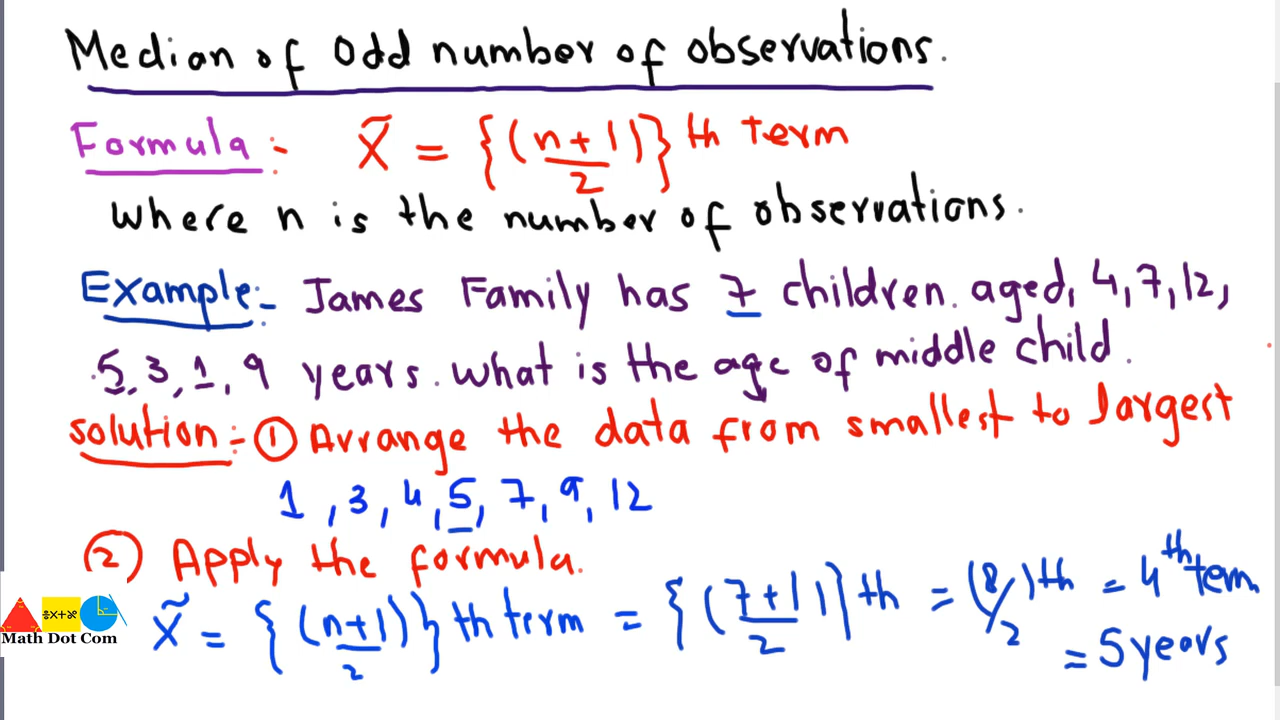 Median of Odd number of observations.
Formula:- X̃ = {(n+1)/2}th term
where n is the number of observations.
Example:- James Family has 7 children. aged, 4, 7, 12,
5, 3, 1, 9 years. what is the age of middle child.
solution:- ① Arrange the data from smallest to largest
1, 3, 4, 5, 7, 9, 12
② Apply the formula.
X̃ = {(n+1)/2}th term = {(7+1)/2}th = (8/2)th = 4th term
= 5 years
÷X+-
Math Dot Com